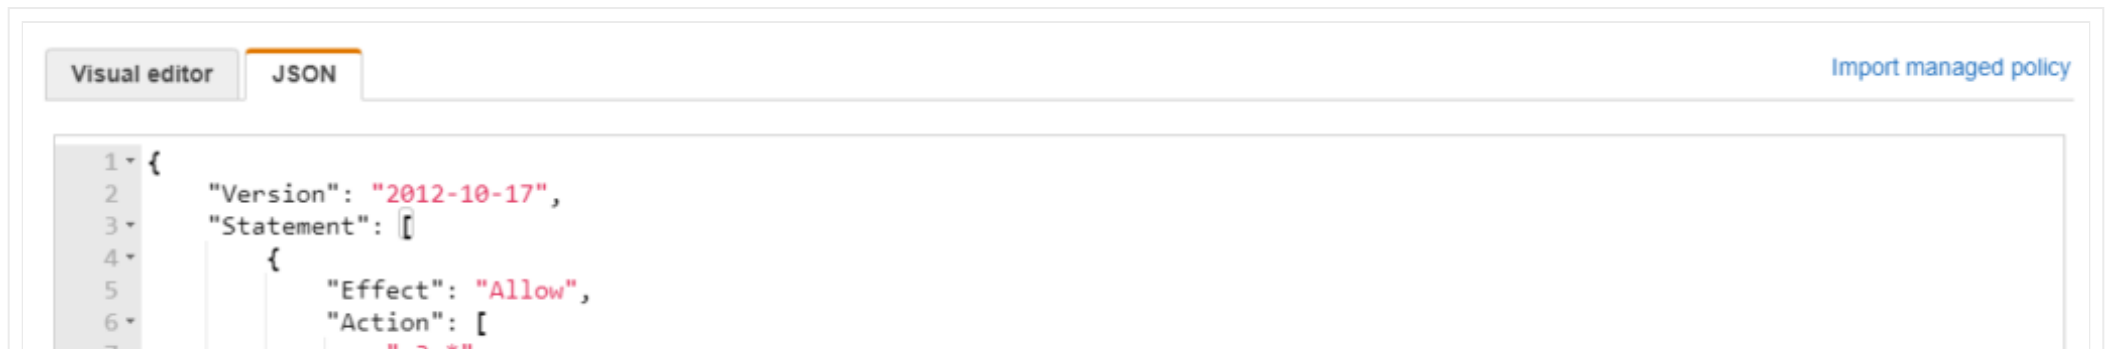 Visual editor JSON Import managed policy
1 {
2 "Version": "2012-10-17",
3 "Statement": [
4 {
5 "Effect": "Allow",
6 "Action": [